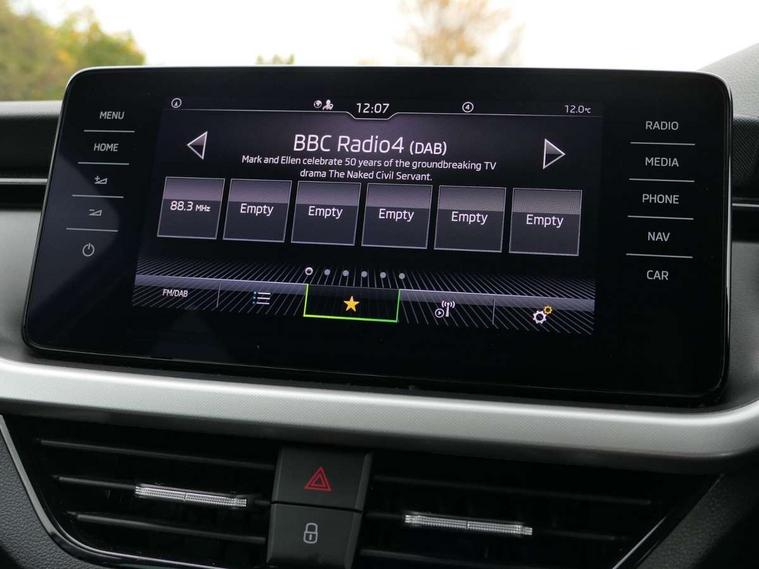 MENU
HOME
12:07
12.0°C
BBC Radio4 (DAB)
Mark and Ellen celebrate 50 years of the groundbreaking TV
drama The Naked Civil Servant.
88.3 MHz
Empty
Empty
Empty
Empty
Empty
FM/DAB
RADIO
MEDIA
PHONE
NAV
CAR